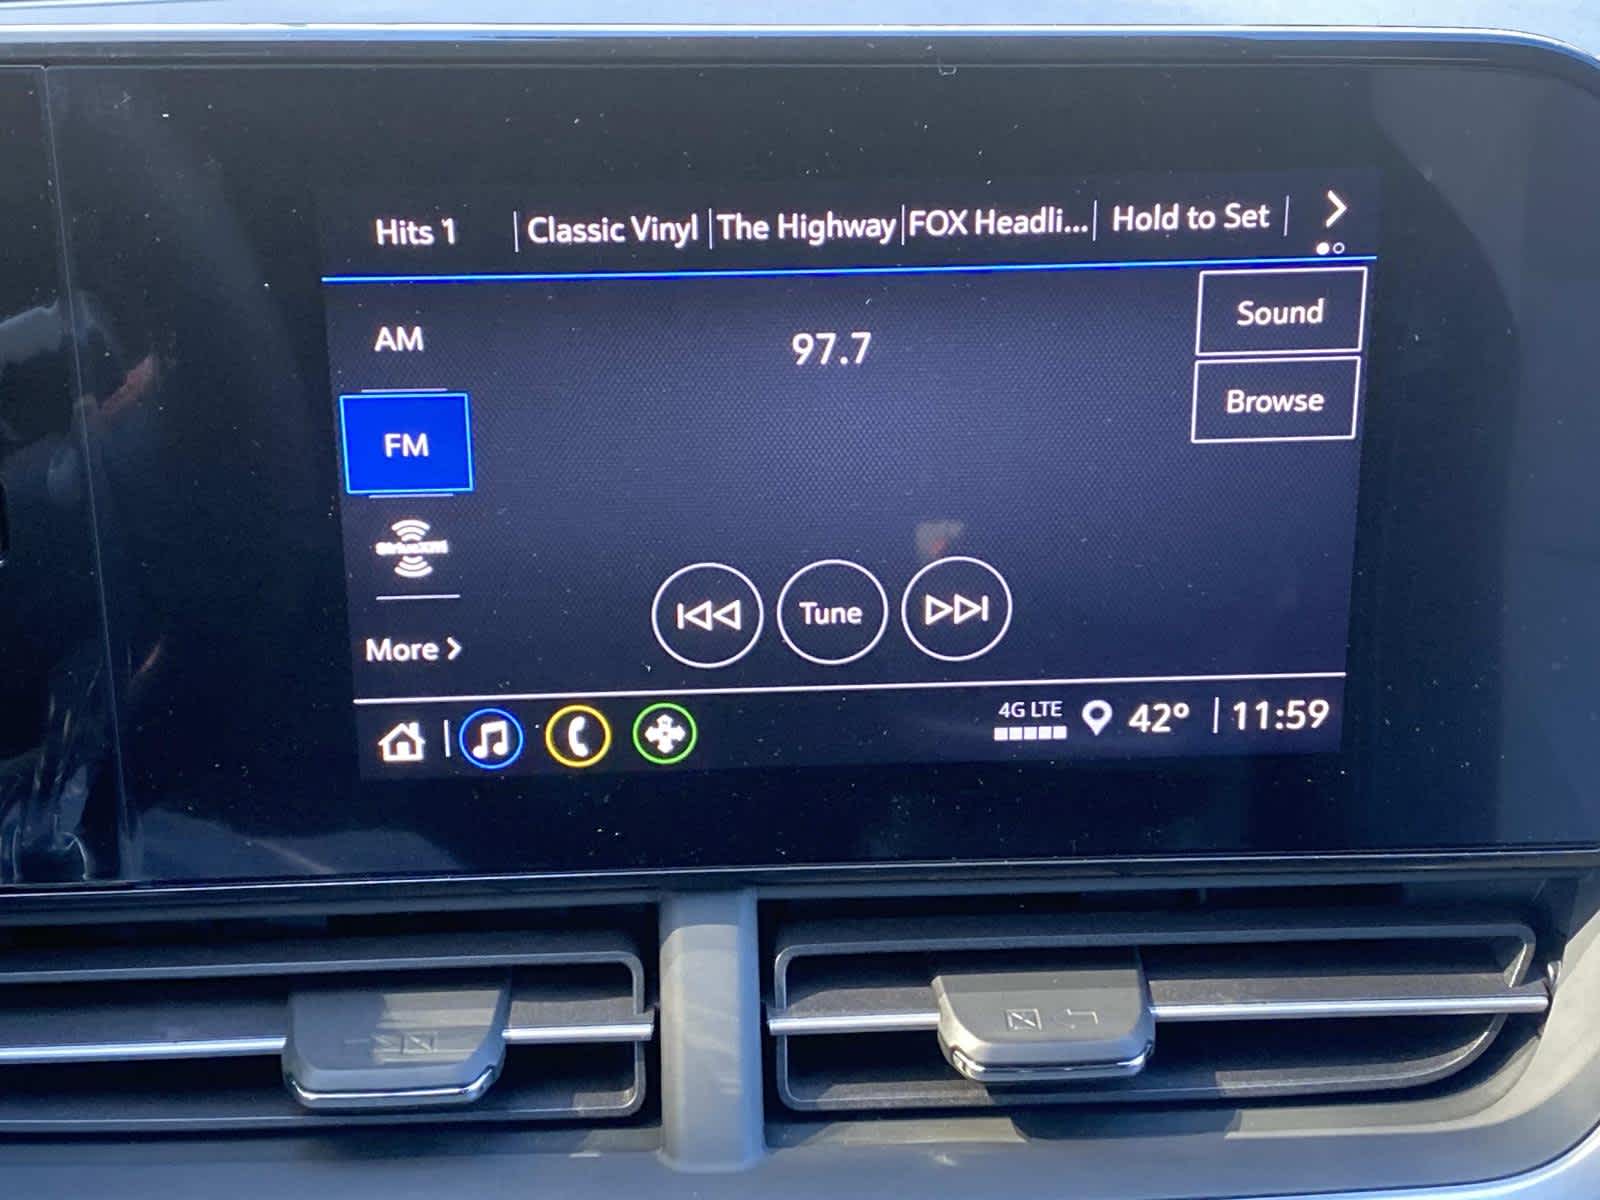 Hits 1 Classic Vinyl The Highway FOX Headli... Hold to Set
Sound
AM
97.7
Browse
FM
SiriusXM
Tune
More
4G LTE 42° 11:59